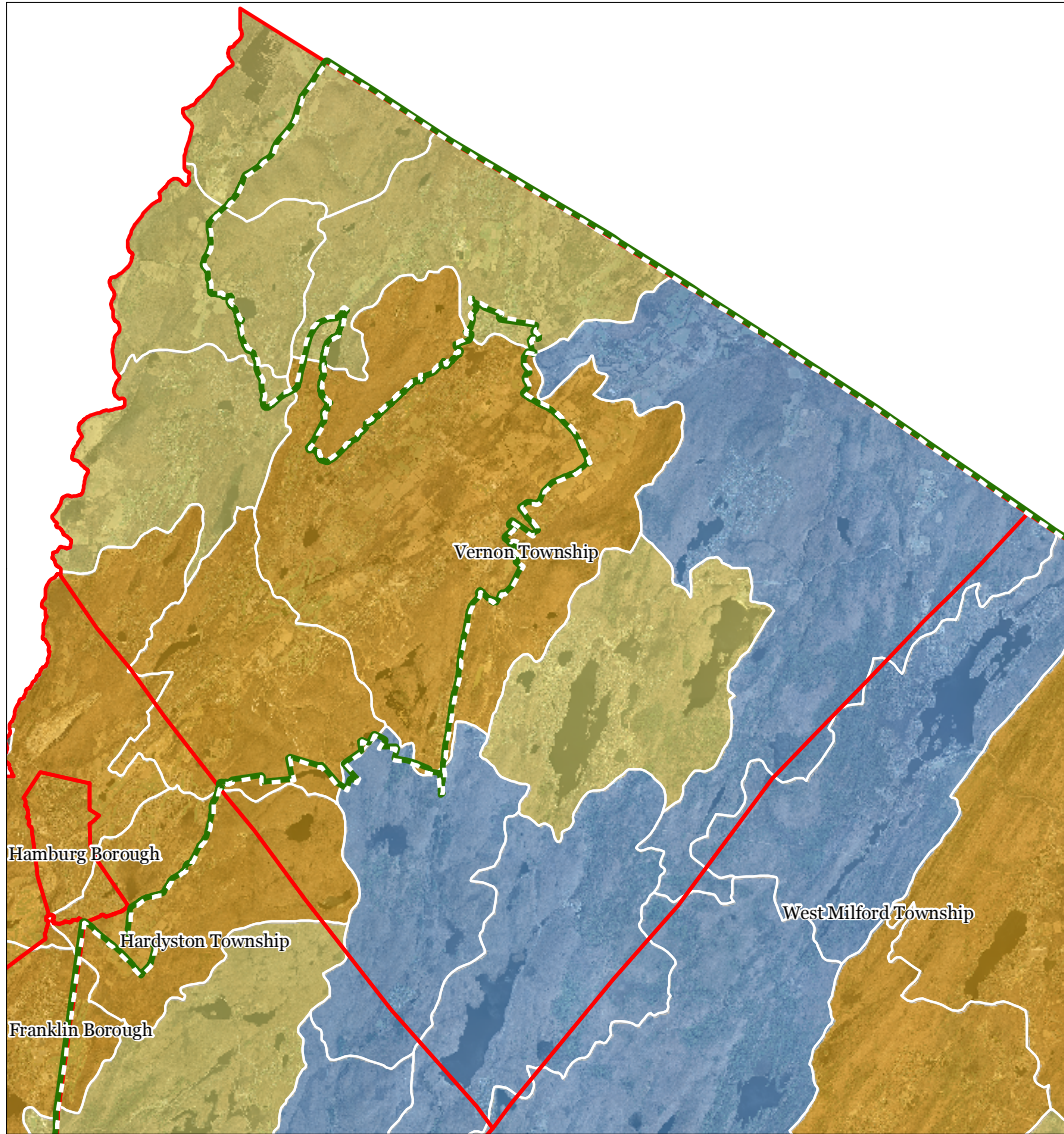 Vernon Township
Hamburg Borough
West Milford Township
Hardyston Township
Franklin Borough